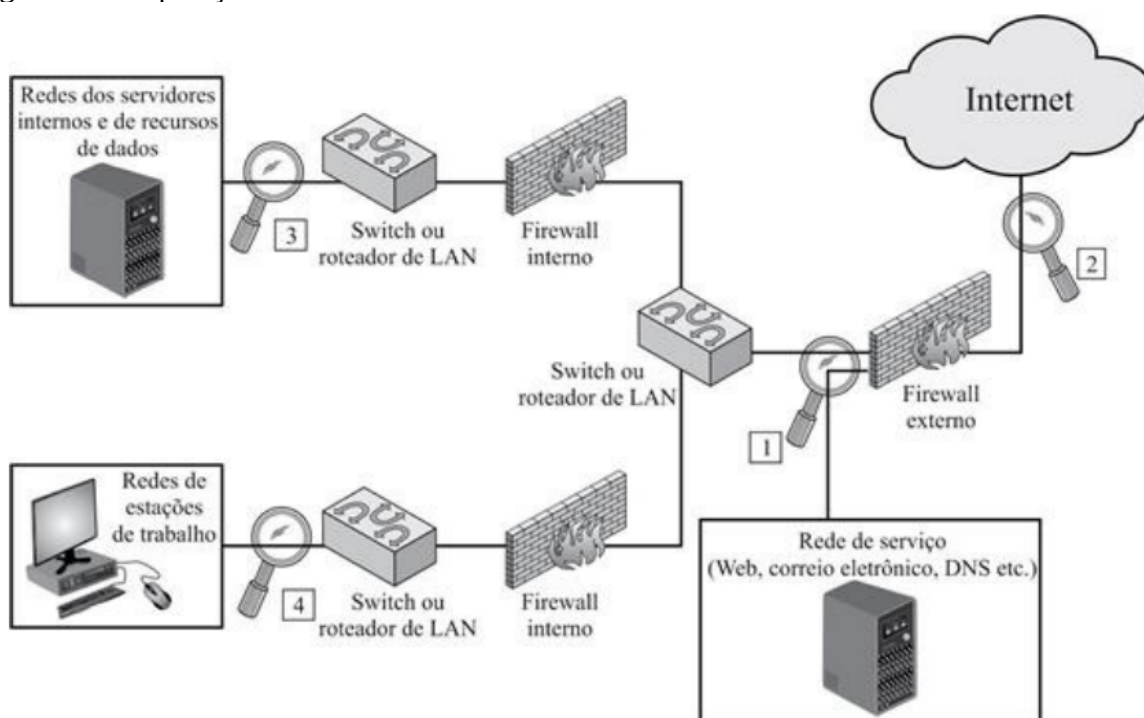 Redes dos servidores
internos e de recursos
de dados
3
Switch ou
roteador de LAN
Firewall
interno
Internet
2
Switch ou
roteador de LAN
1
Firewall
externo
Redes de
estações
de trabalho
4
Switch ou
roteador de LAN
Firewall
interno
Rede de serviço
(Web, correio eletrônico, DNS etc.)